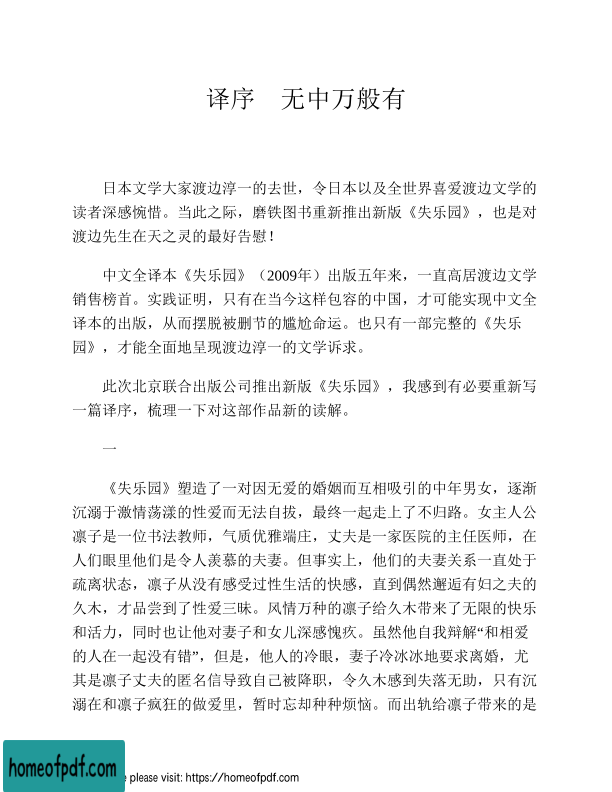 译序　无中万般有
日本文学大家渡边淳一的去世，令日本以及全世界喜爱渡边文学的
读者深感惋惜。当此之际，磨铁图书重新推出新版《失乐园》，也是对
渡边先生在天之灵的最好告慰！
中文全译本《失乐园》（2009年）出版五年来，一直高居渡边文学
销售榜首。实践证明，只有在当今这样包容的中国，才可能实现中文全
译本的出版，从而摆脱被删节的尴尬命运。也只有一部完整的《失乐
园》，才能全面地呈现渡边淳一的文学诉求。
此次北京联合出版公司推出新版《失乐园》，我感到有必要重新写
一篇译序，梳理一下对这部作品新的读解。
一
《失乐园》塑造了一对因无爱的婚姻而互相吸引的中年男女，逐渐
沉溺于激情荡漾的性爱而无法自拔，最终一起走上了不归路。女主人公
凛子是一位书法教师，气质优雅端庄，丈夫是一家医院的主任医师，在
人们眼里他们是令人羡慕的夫妻。但事实上，他们的夫妻关系一直处于
疏离状态，凛子从没有感受过性生活的快感，直到偶然邂逅有妇之夫的
久木，才品尝到了性爱三昧。风情万种的凛子给久木带来了无限的快乐
和活力，同时也让他对妻子和女儿深感愧疚。虽然他自我辩解“和相爱
的人在一起没有错”，但是，他人的冷眼，妻子冷冰冰地要求离婚，尤
其是凛子丈夫的匿名信导致自己被降职，令久木感到失落无助，只有沉
溺在和凛子疯狂的做爱里，暂时忘却种种烦恼。而出轨给凛子带来的是
homeofpdf.com
e please visit: https://homeofpdf.com